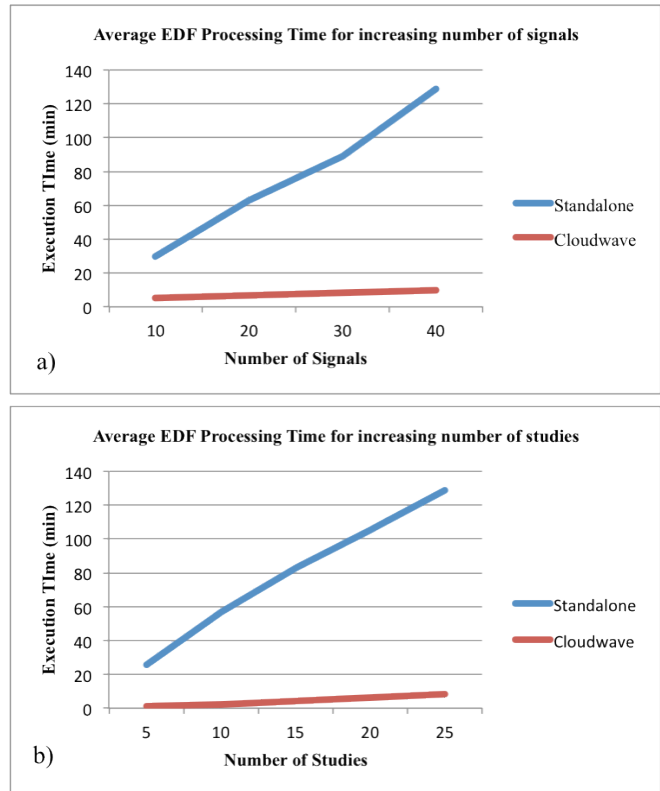 Average EDF Processing Time for increasing number of signals
140
120
100
80
60
40
20
0
Execution TIme (min)
10 20 30 40
Number of Signals
Standalone
Cloudwave
a)
Average EDF Processing Time for increasing number of studies
140
120
100
80
60
40
20
0
Execution TIme (min)
5 10 15 20 25
Number of Studies
Standalone
Cloudwave
b)